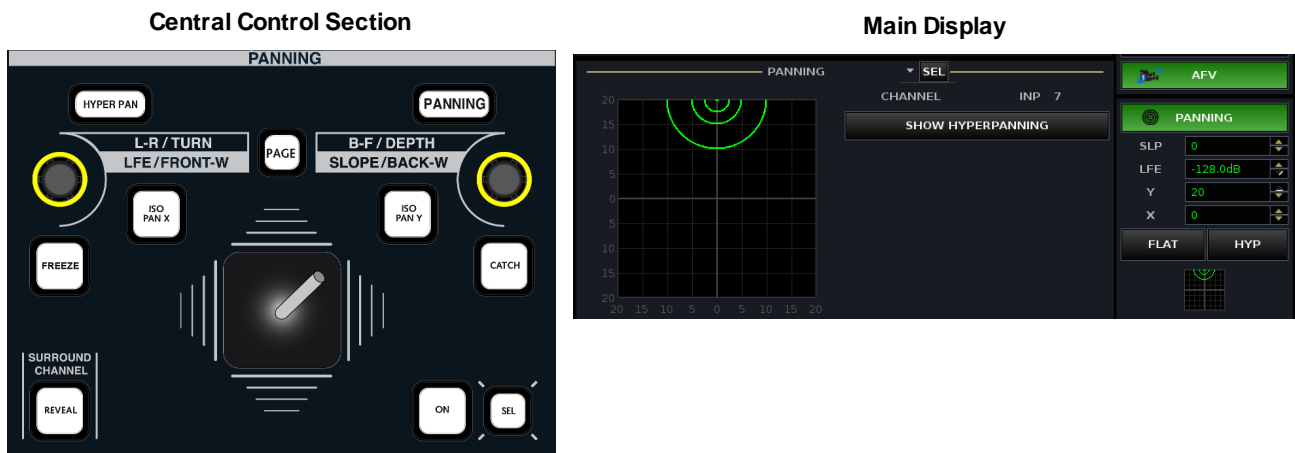 Central Control Section
PANNING
HYPER PAN
PANNING
L-R / TURN
LFE / FRONT-W
PAGE
B-F / DEPTH
SLOPE / BACK-W
ISO
PAN X
ISO
PAN Y
FREEZE
CATCH
SURROUND
CHANNEL
REVEAL
ON
SEL
Main Display
PANNING SEL
CHANNEL INP 7
SHOW HYPERPANNING
20
15
10
5
0
5
10
15
20
20 15 10 5 0 5 10 15 20
AFV
PANNING
SLP 0
LFE -128.0dB
Y 20
X 0
FLAT HYP